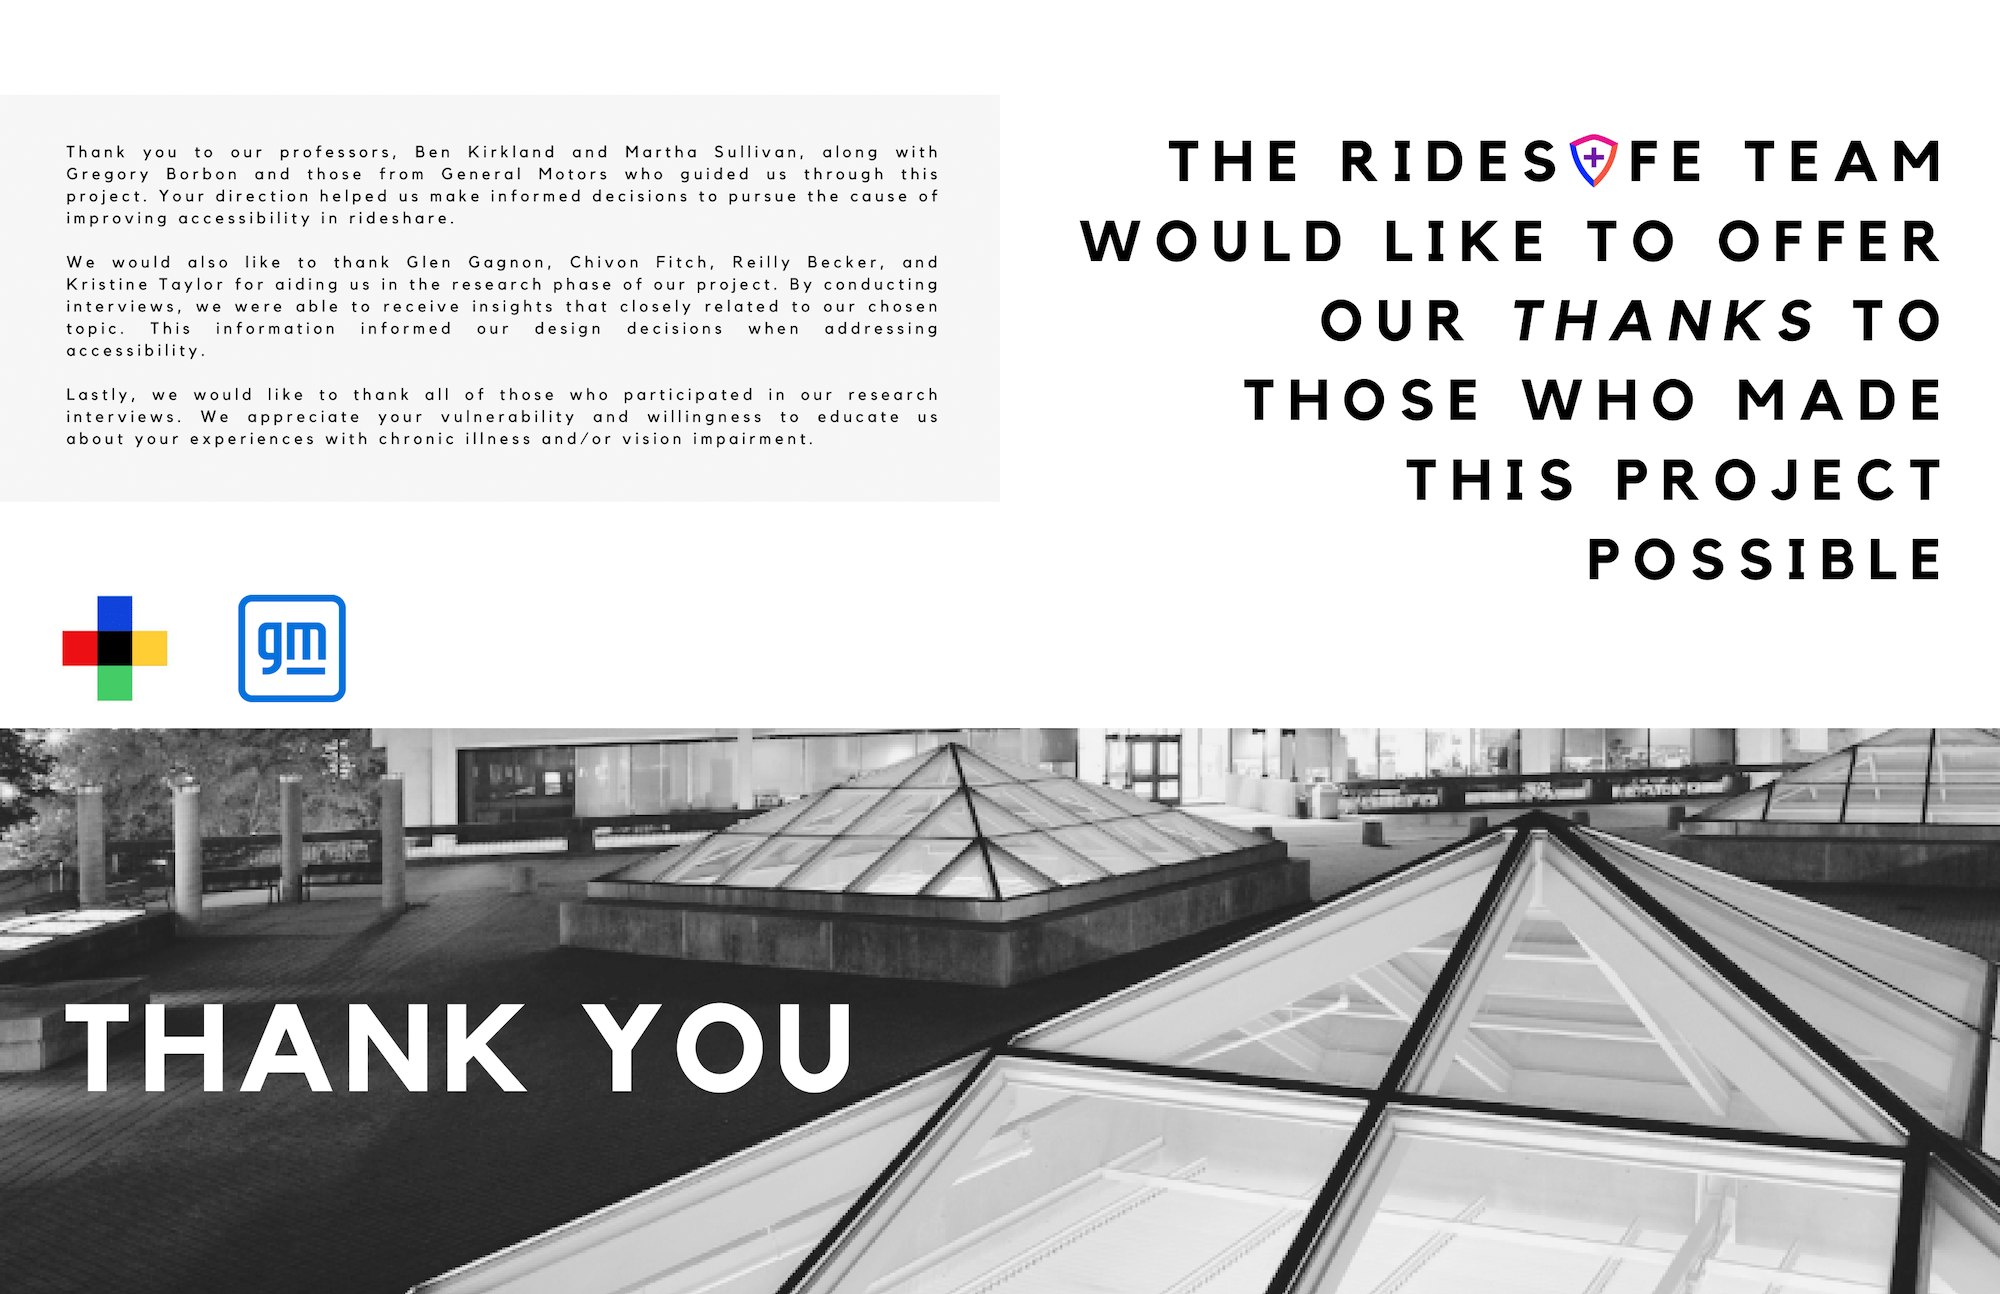 Thank you to our professors, Ben Kirkland and Martha Sullivan, along with
Gregory Borbon and those from General Motors who guided us through this
project. Your direction helped us make informed decisions to pursue the cause of
improving accessibility in rideshare.
We would also like to thank Glen Gagnon, Chivon Fitch, Reilly Becker, and
Kristine Taylor for aiding us in the research phase of our project. By conducting
interviews, we were able to receive insights that closely related to our chosen
topic. This information informed our design decisions when addressing
accessibility.
Lastly, we would like to thank all of those who participated in our research
interviews. We appreciate your vulnerability and willingness to educate us
about your experiences with chronic illness and/or vision impairment.
THE RIDES FE TEAM
WOULD LIKE TO OFFER
OUR THANKS TO
THOSE WHO MADE
THIS PROJECT
POSSIBLE
gm
THANK YOU